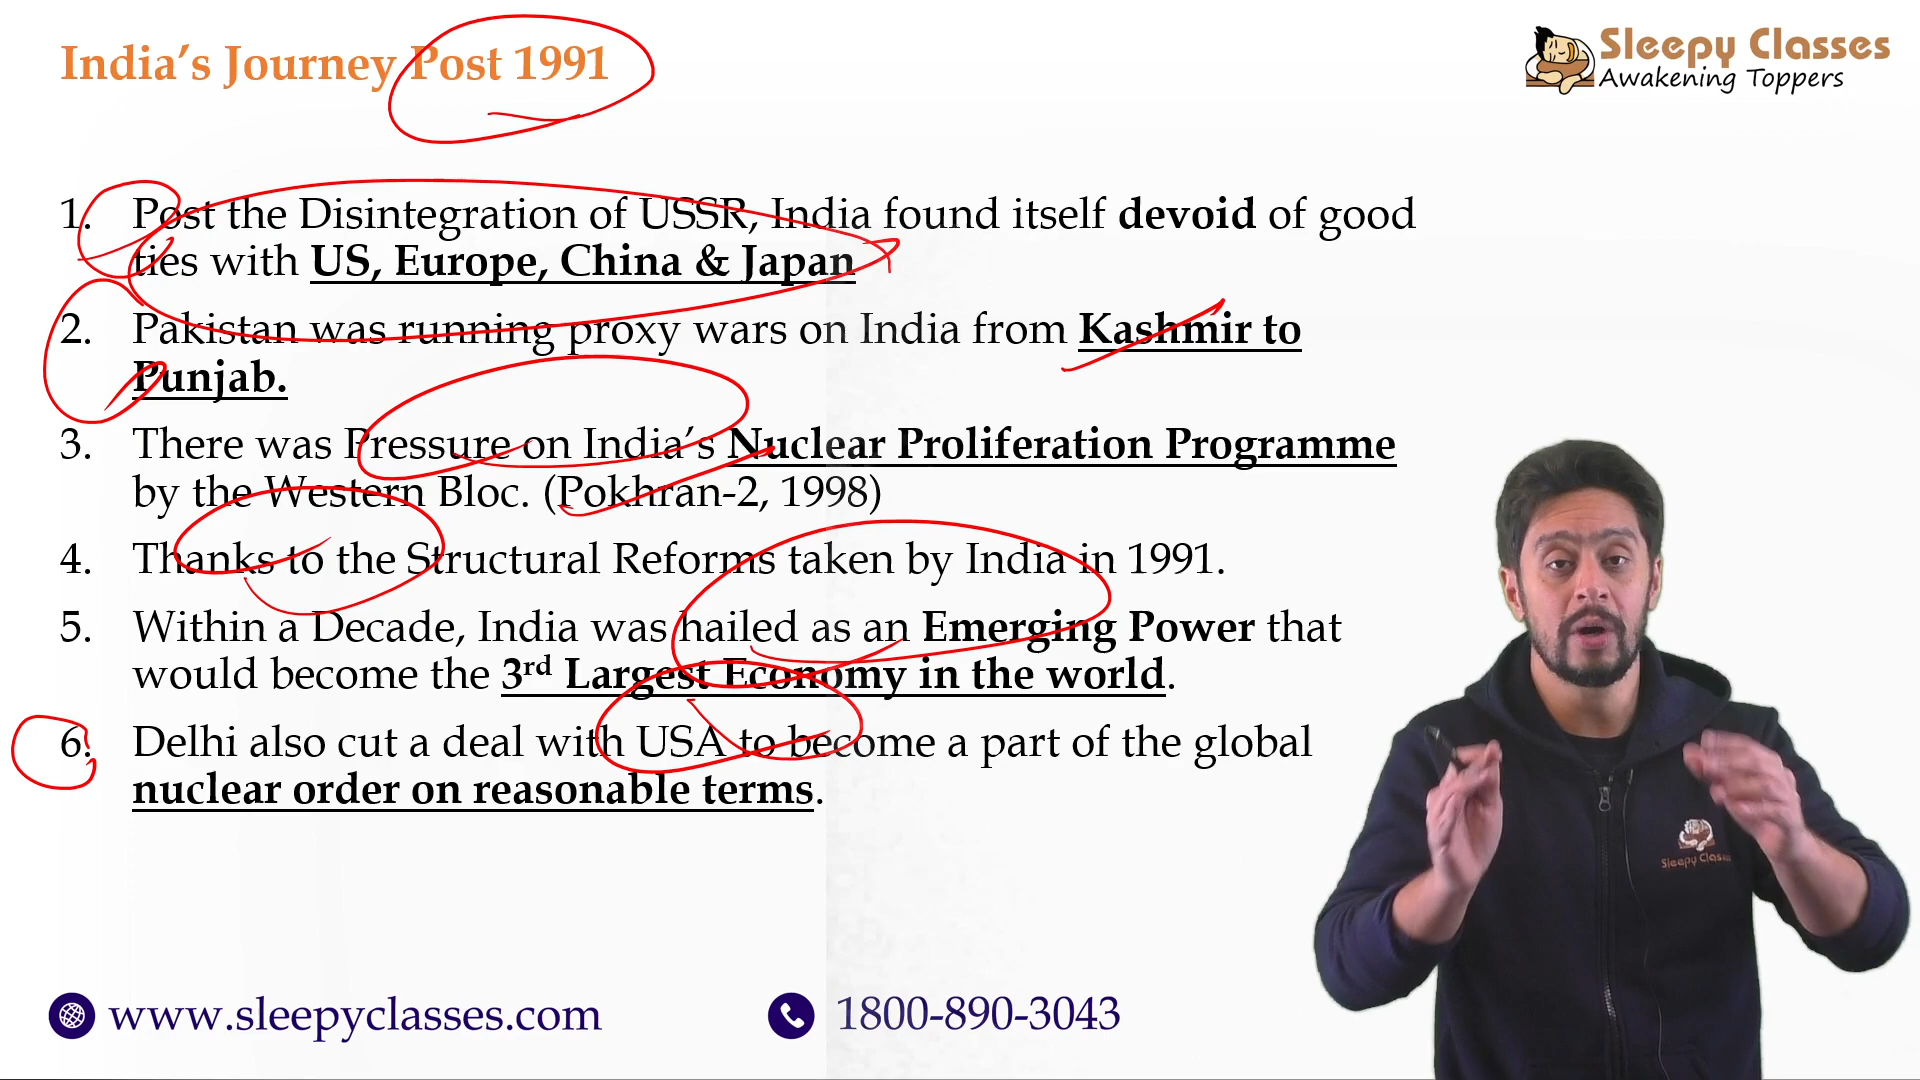 India's Journey Post 1991
Sleepy Classes
Awakening Toppers
1. Post the Disintegration of USSR, India found itself devoid of good
ties with US, Europe, China & Japan
2. Pakistan was running proxy wars on India from Kashmir to
Punjab.
3. There was Pressure on India's Nuclear Proliferation Programme
by the Western Bloc. (Pokhran-2, 1998)
4. Thanks to the Structural Reforms taken by India in 1991.
5. Within a Decade, India was hailed as an Emerging Power that
would become the 3rd Largest Economy in the world.
6. Delhi also cut a deal with USA to become a part of the global
nuclear order on reasonable terms.
Sleepy Classes
www.sleepyclasses.com
1800-890-3043